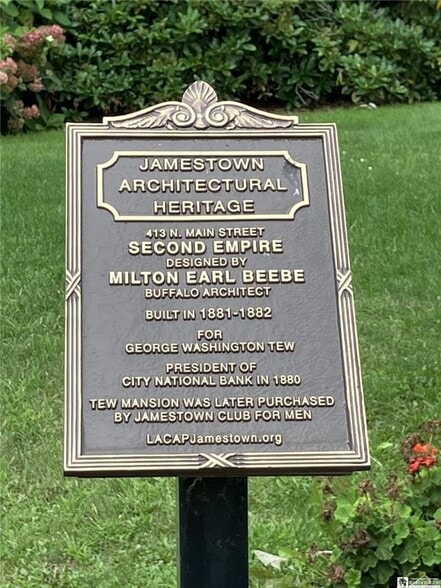 JAMESTOWN
ARCHITECTURAL
HERITAGE
413 N. MAIN STREET
SECOND EMPIRE
DESIGNED BY
MILTON EARL BEEBE
BUFFALO ARCHITECT
BUILT IN 1881-1882
FOR
GEORGE WASHINGTON TEW
PRESIDENT OF
CITY NATIONAL BANK IN 1880
TEW MANSION WAS LATER PURCHASED
BY JAMESTOWN CLUB FOR MEN
LACAPJamestown.org